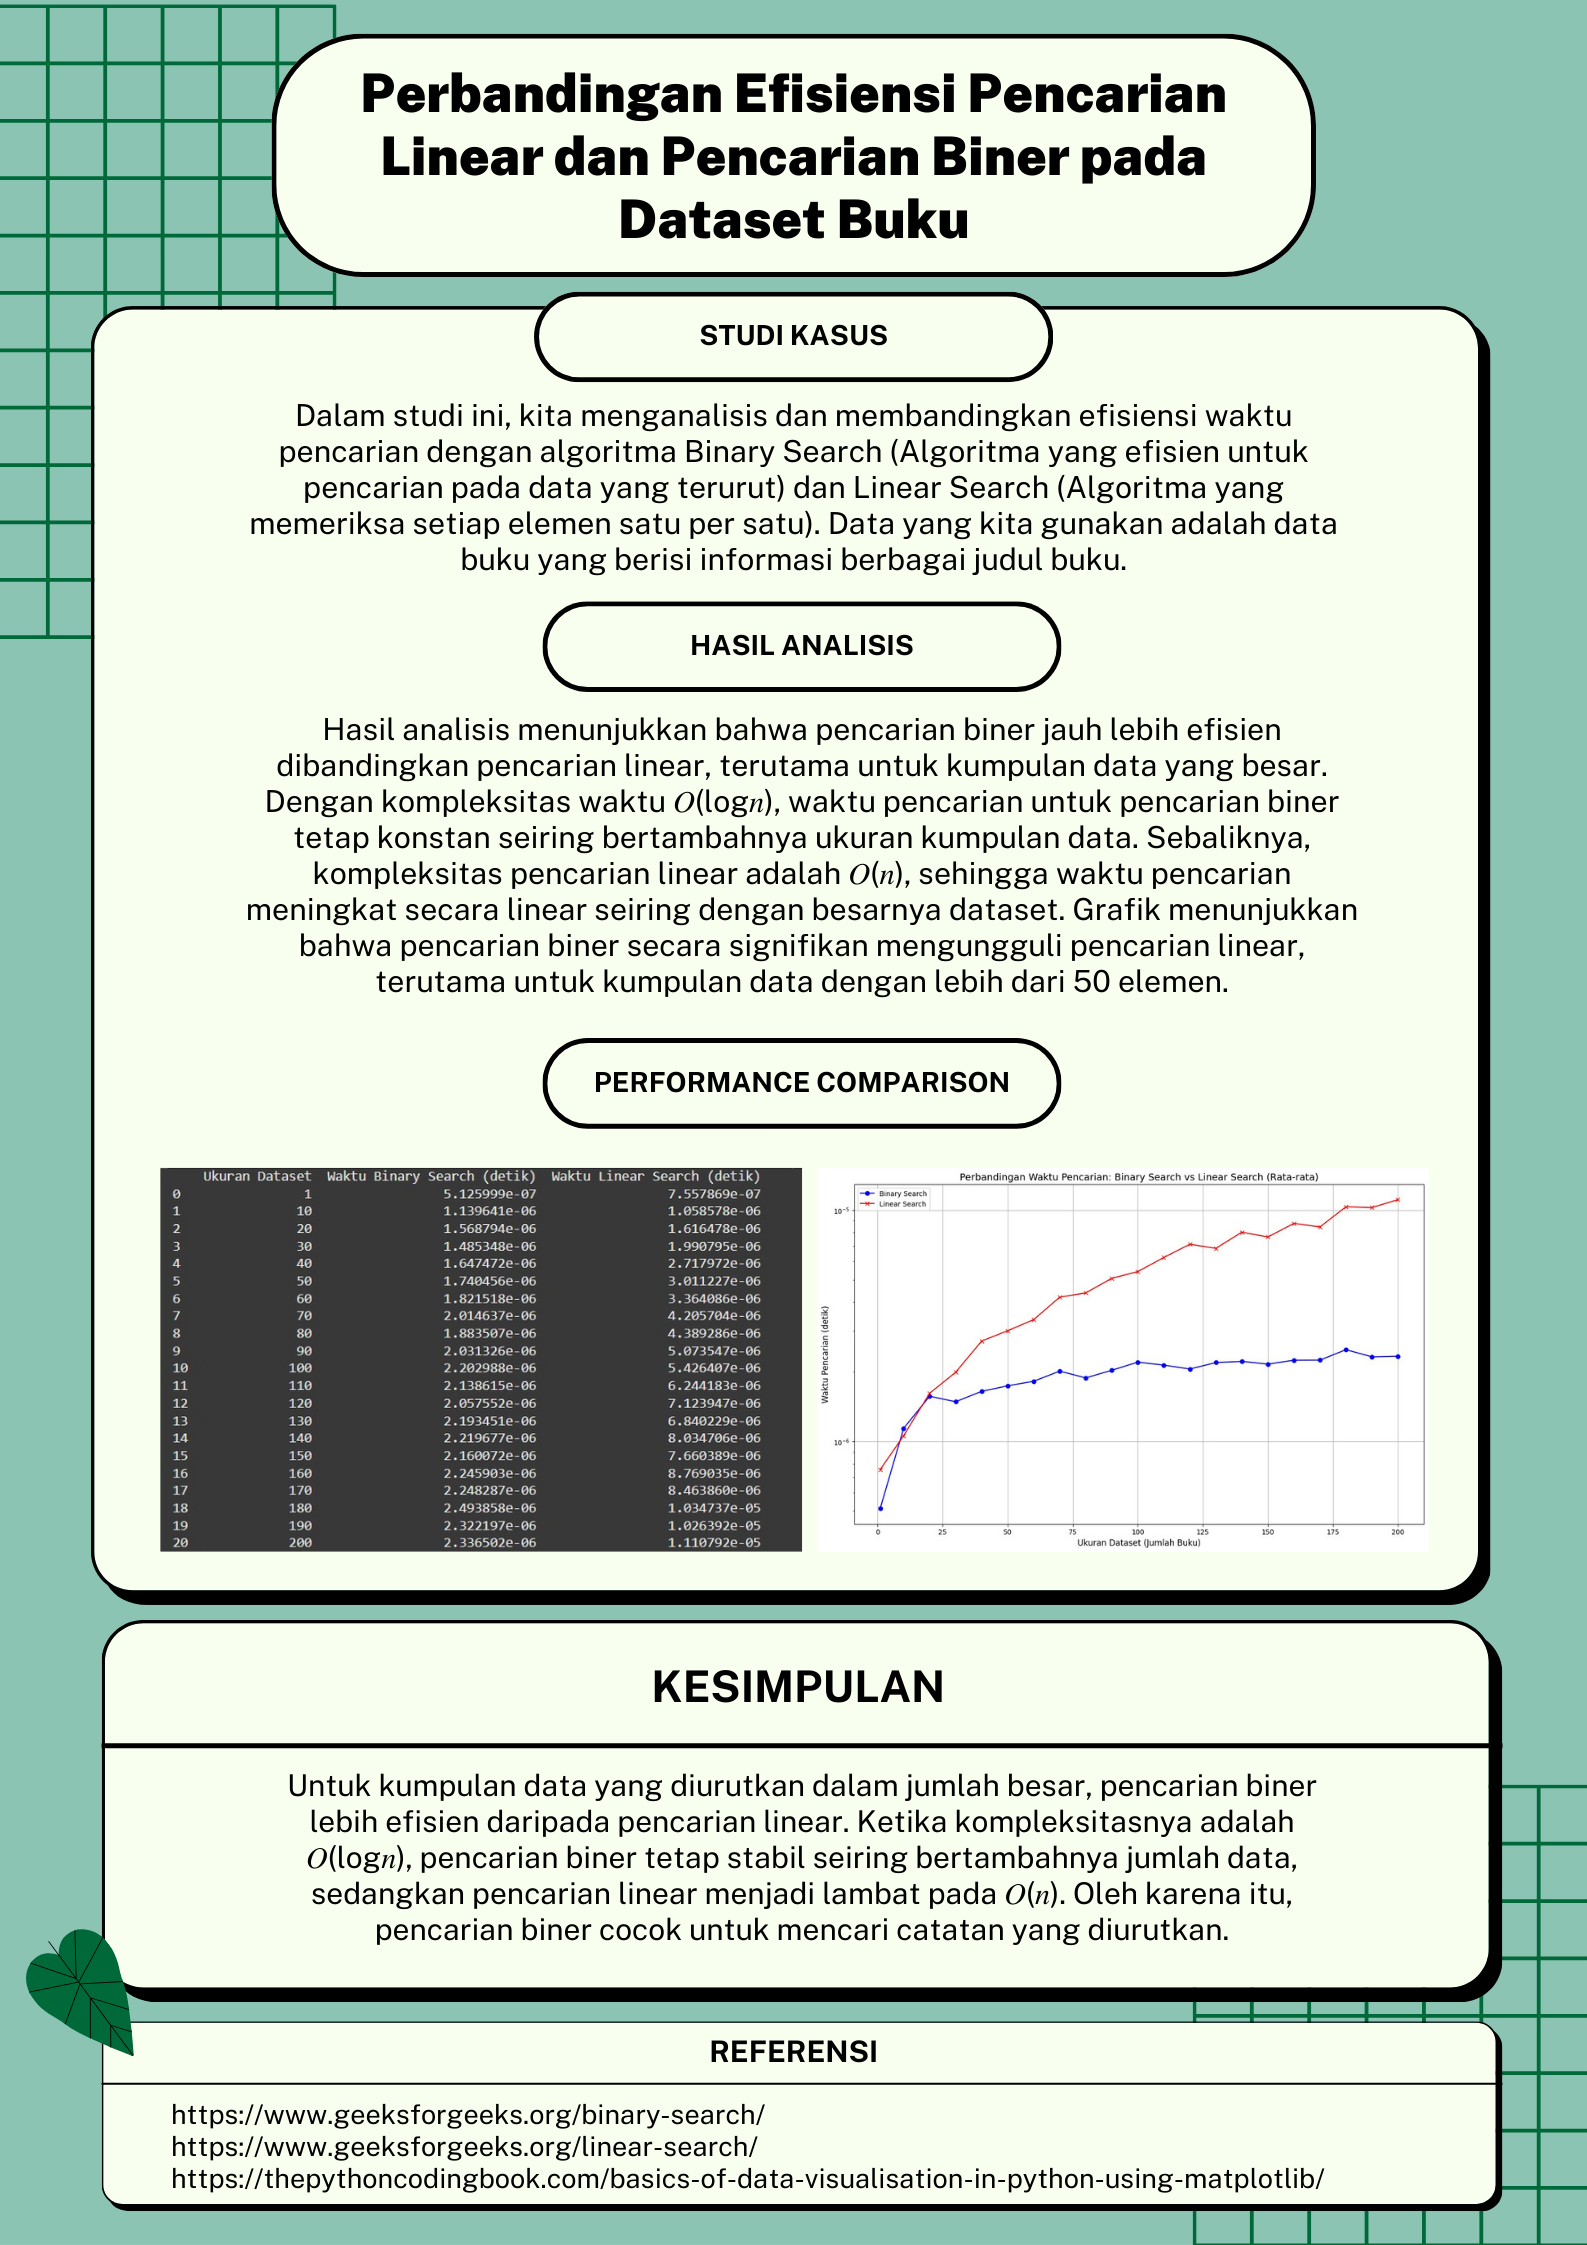 Perbandingan Efisiensi Pencarian
Linear dan Pencarian Biner pada
Dataset Buku
STUDI KASUS
Dalam studi ini, kita menganalisis dan membandingkan efisiensi waktu
pencarian dengan algoritma Binary Search (Algoritma yang efisien untuk
pencarian pada data yang terurut) dan Linear Search (Algoritma yang
memeriksa setiap elemen satu per satu). Data yang kita gunakan adalah data
buku yang berisi informasi berbagai judul buku.
HASIL ANALISIS
Hasil analisis menunjukkan bahwa pencarian biner jauh lebih efisien
dibandingkan pencarian linear, terutama untuk kumpulan data yang besar.
Dengan kompleksitas waktu O(logn), waktu pencarian untuk pencarian biner
tetap konstan seiring bertambahnya ukuran kumpulan data. Sebaliknya,
kompleksitas pencarian linear adalah O(n), sehingga waktu pencarian
meningkat secara linear seiring dengan besarnya dataset. Grafik menunjukkan
bahwa pencarian biner secara signifikan mengungguli pencarian linear,
terutama untuk kumpulan data dengan lebih dari 50 elemen.
PERFORMANCE COMPARISON
Ukuran Dataset Waktu Binary Search (detik) Waktu Linear Search (detik)
0 1 5.125999e-07 7.557869e-07
1 10 1.139641e-06 1.058578e-06
2 20 1.568794e-06 1.616478e-06
3 30 1.485348e-06 1.990795e-06
4 40 1.647472e-06 2.717972e-06
5 50 1.740456e-06 3.011227e-06
6 60 1.821518e-06 3.364086e-06
7 70 2.014637e-06 4.205704e-06
8 80 1.883507e-06 4.389286e-06
9 90 2.031326e-06 5.073547e-06
10 100 2.202988e-06 5.426407e-06
11 110 2.138615e-06 6.244183e-06
12 120 2.057552e-06 7.123947e-06
13 130 2.193451e-06 6.840229e-06
14 140 2.219677e-06 8.034706e-06
15 150 2.160072e-06 7.660389e-06
16 160 2.245903e-06 8.769035e-06
17 170 2.248287e-06 8.463860e-06
18 180 2.493858e-06 1.034737e-05
19 190 2.322197e-06 1.026392e-05
20 200 2.336502e-06 1.110792e-05
Perbandingan Waktu Pencarian: Binary Search vs Linear Search (Rata-rata)
Binary Search
Linear Search
10⁻⁵
10⁻⁶
Waktu Pencarian (detik)
0 25 50 75 100 125 150 175 200
Ukuran Dataset (Jumlah Buku)
KESIMPULAN
Untuk kumpulan data yang diurutkan dalam jumlah besar, pencarian biner
lebih efisien daripada pencarian linear. Ketika kompleksitasnya adalah
O(logn), pencarian biner tetap stabil seiring bertambahnya jumlah data,
sedangkan pencarian linear menjadi lambat pada O(n). Oleh karena itu,
pencarian biner cocok untuk mencari catatan yang diurutkan.
REFERENSI
https://www.geeksforgeeks.org/binary-search/
https://www.geeksforgeeks.org/linear-search/
https://thepythoncodingbook.com/basics-of-data-visualisation-in-python-using-matplotlib/